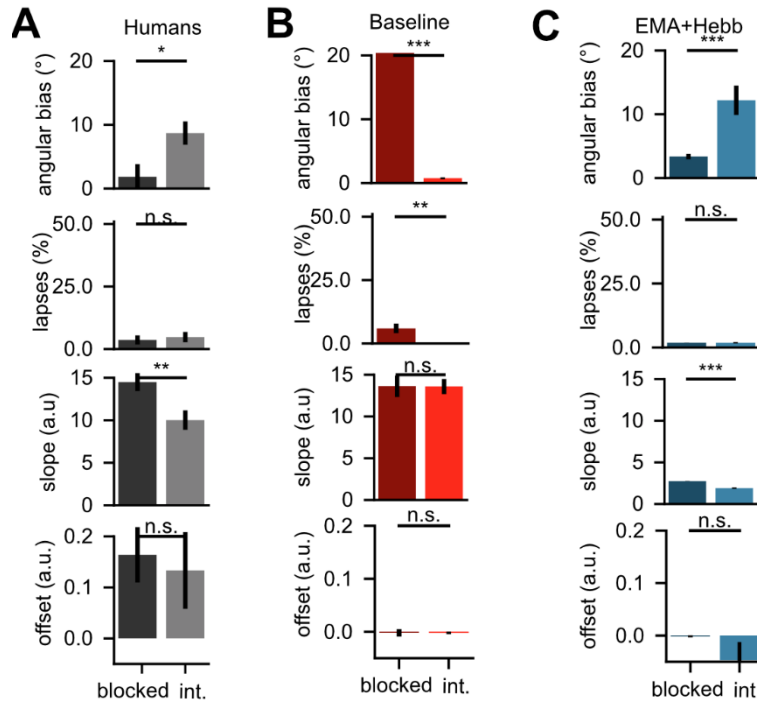 A
Humans
angular bias (°)
20
10
0
*
lapses (%)
50.0
25.0
0.0
n.s.
slope (a.u)
15
10
5
0
**
offset (a.u.)
0.2
0.1
0.0
n.s.
blocked int.
B
Baseline
angular bias (°)
20
10
0
***
lapses (%)
50.0
25.0
0.0
**
slope (a.u)
15
10
5
0
n.s.
offset (a.u.)
0.2
0.1
0.0
n.s.
blocked int.
C
EMA+Hebb
angular bias (°)
20
10
0
***
lapses (%)
50.0
25.0
0.0
n.s.
slope (a.u)
15
10
5
0
***
offset (a.u.)
0.2
0.1
0.0
n.s.
blocked int.